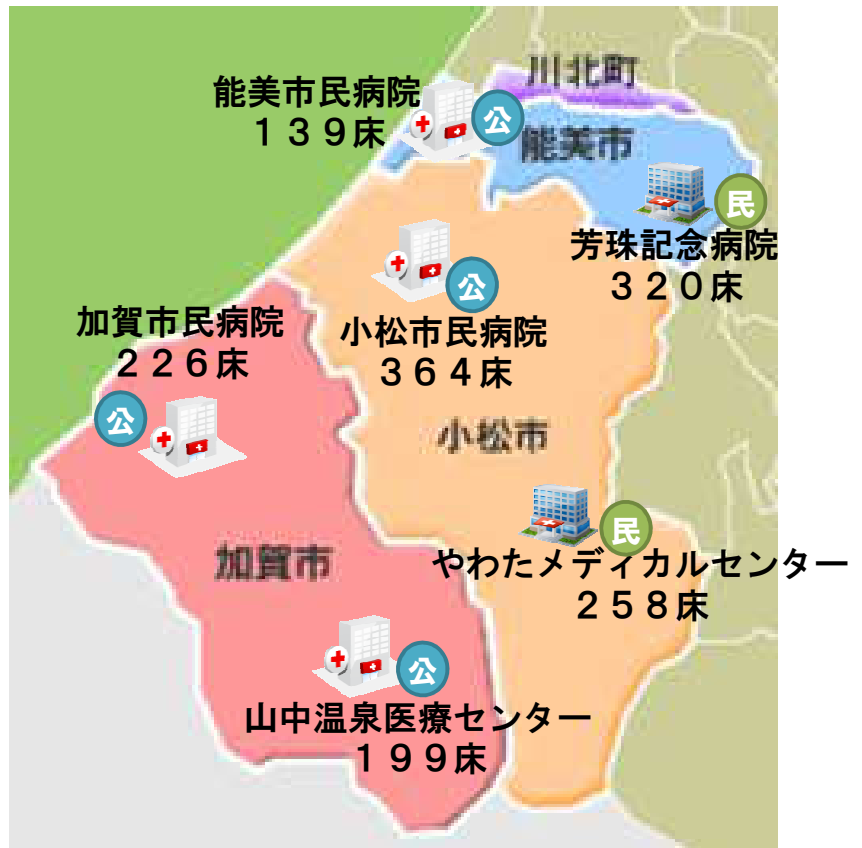 川北町
能美市民病院
１３９床
公
能美市
民
芳珠記念病院
３２０床
公
加賀市民病院
２２６床
小松市民病院
３６４床
公
小松市
民
加賀市
やわたメディカルセンター
２５８床
公
山中温泉医療センター
１９９床